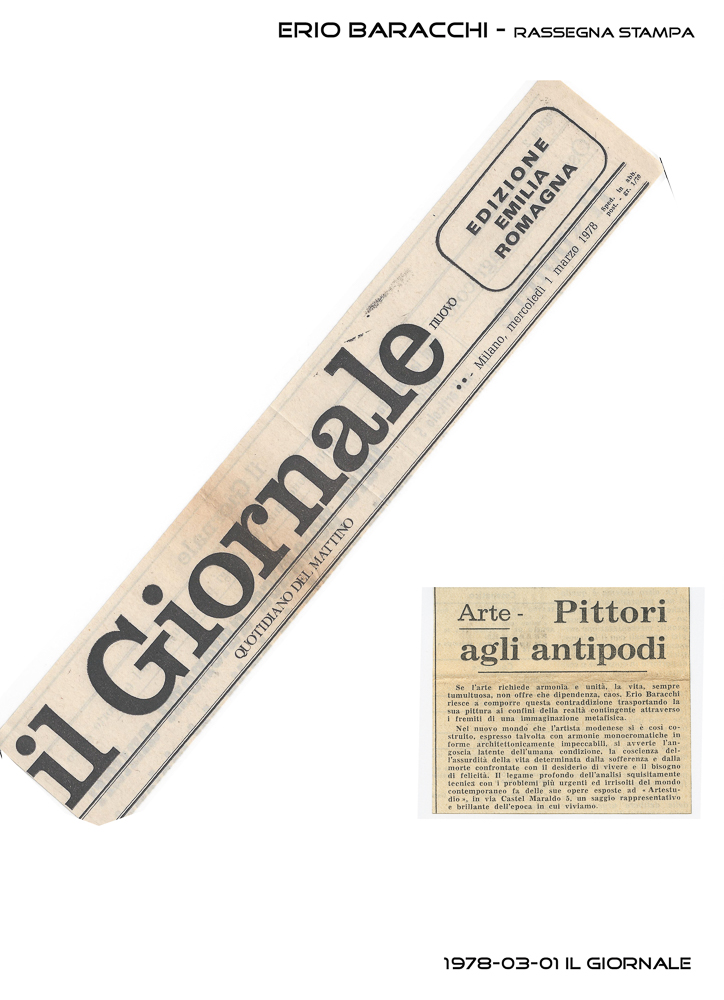 ERIO BARACCHI - RASSEGNA STAMPA
EDIZIONE
EMILIA
ROMAGNA
il Giornale nuovo
QUOTIDIANO DEL MATTINO
●● - Milano, mercoledì 1 marzo 1978
Sped. in abb.
post. - gr. 1/70
Arte - Pittori
agli antipodi
Se l'arte richiede armonia e unità, la vita, sempre
tumultuosa, non offre che dipendenza, caos. Erio Baracchi
riesce a comporre questa contraddizione trasportando la
sua pittura ai confini della realtà contingente attraverso
i fremiti di una immaginazione metafisica.
Nel nuovo mondo che l'artista modenese si è così co-
struito, espresso talvolta con armonie monocromatiche in
forme architettonicamente impeccabili, si avverte l'an-
goscia latente dell'umana condizione, la coscienza del-
l'assurdità della vita determinata dalla sofferenza e dalla
morte confrontate con il desiderio di vivere e il bisogno
di felicità. Il legame profondo dell'analisi squisitamente
tecnica con i problemi più urgenti ed irrisolti del mondo
contemporaneo fa delle sue opere esposte ad « Artestu-
dio », in via Castel Maraldo 5, un saggio rappresentativo
e brillante dell'epoca in cui viviamo.
1978-03-01 IL GIORNALE